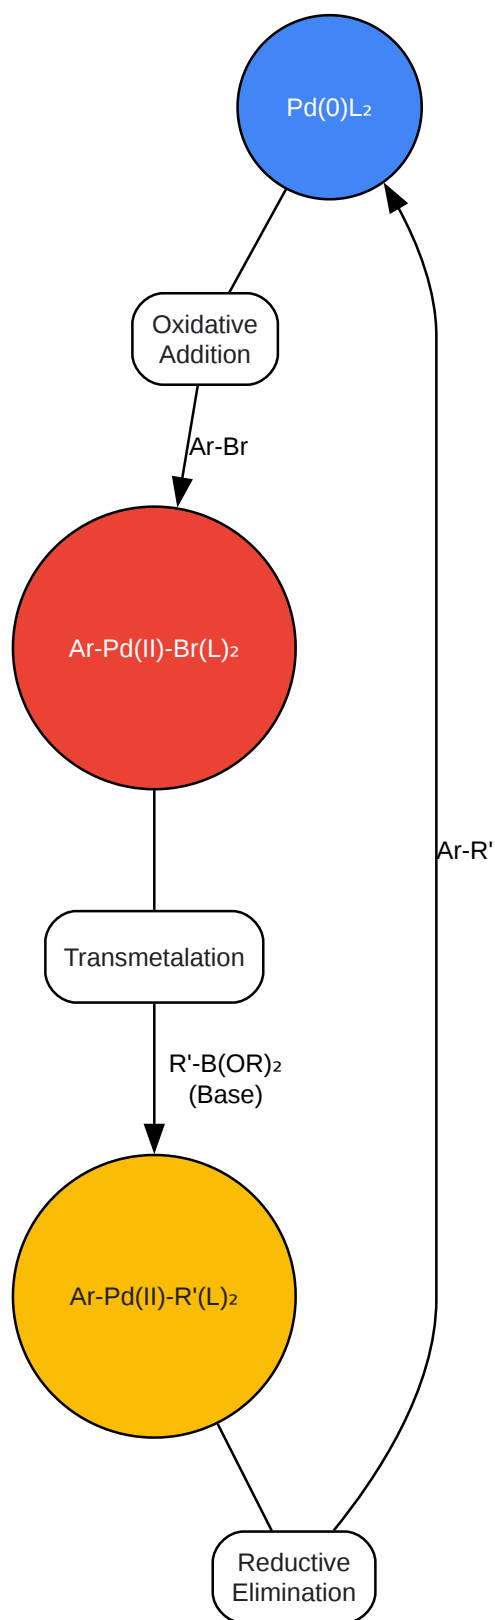 Pd(0)L₂
Oxidative
Addition
Ar-Br
Ar-Pd(II)-Br(L)₂
Ar-R'
Transmetalation
R'-B(OR)₂
(Base)
Ar-Pd(II)-R'(L)₂
Reductive
Elimination